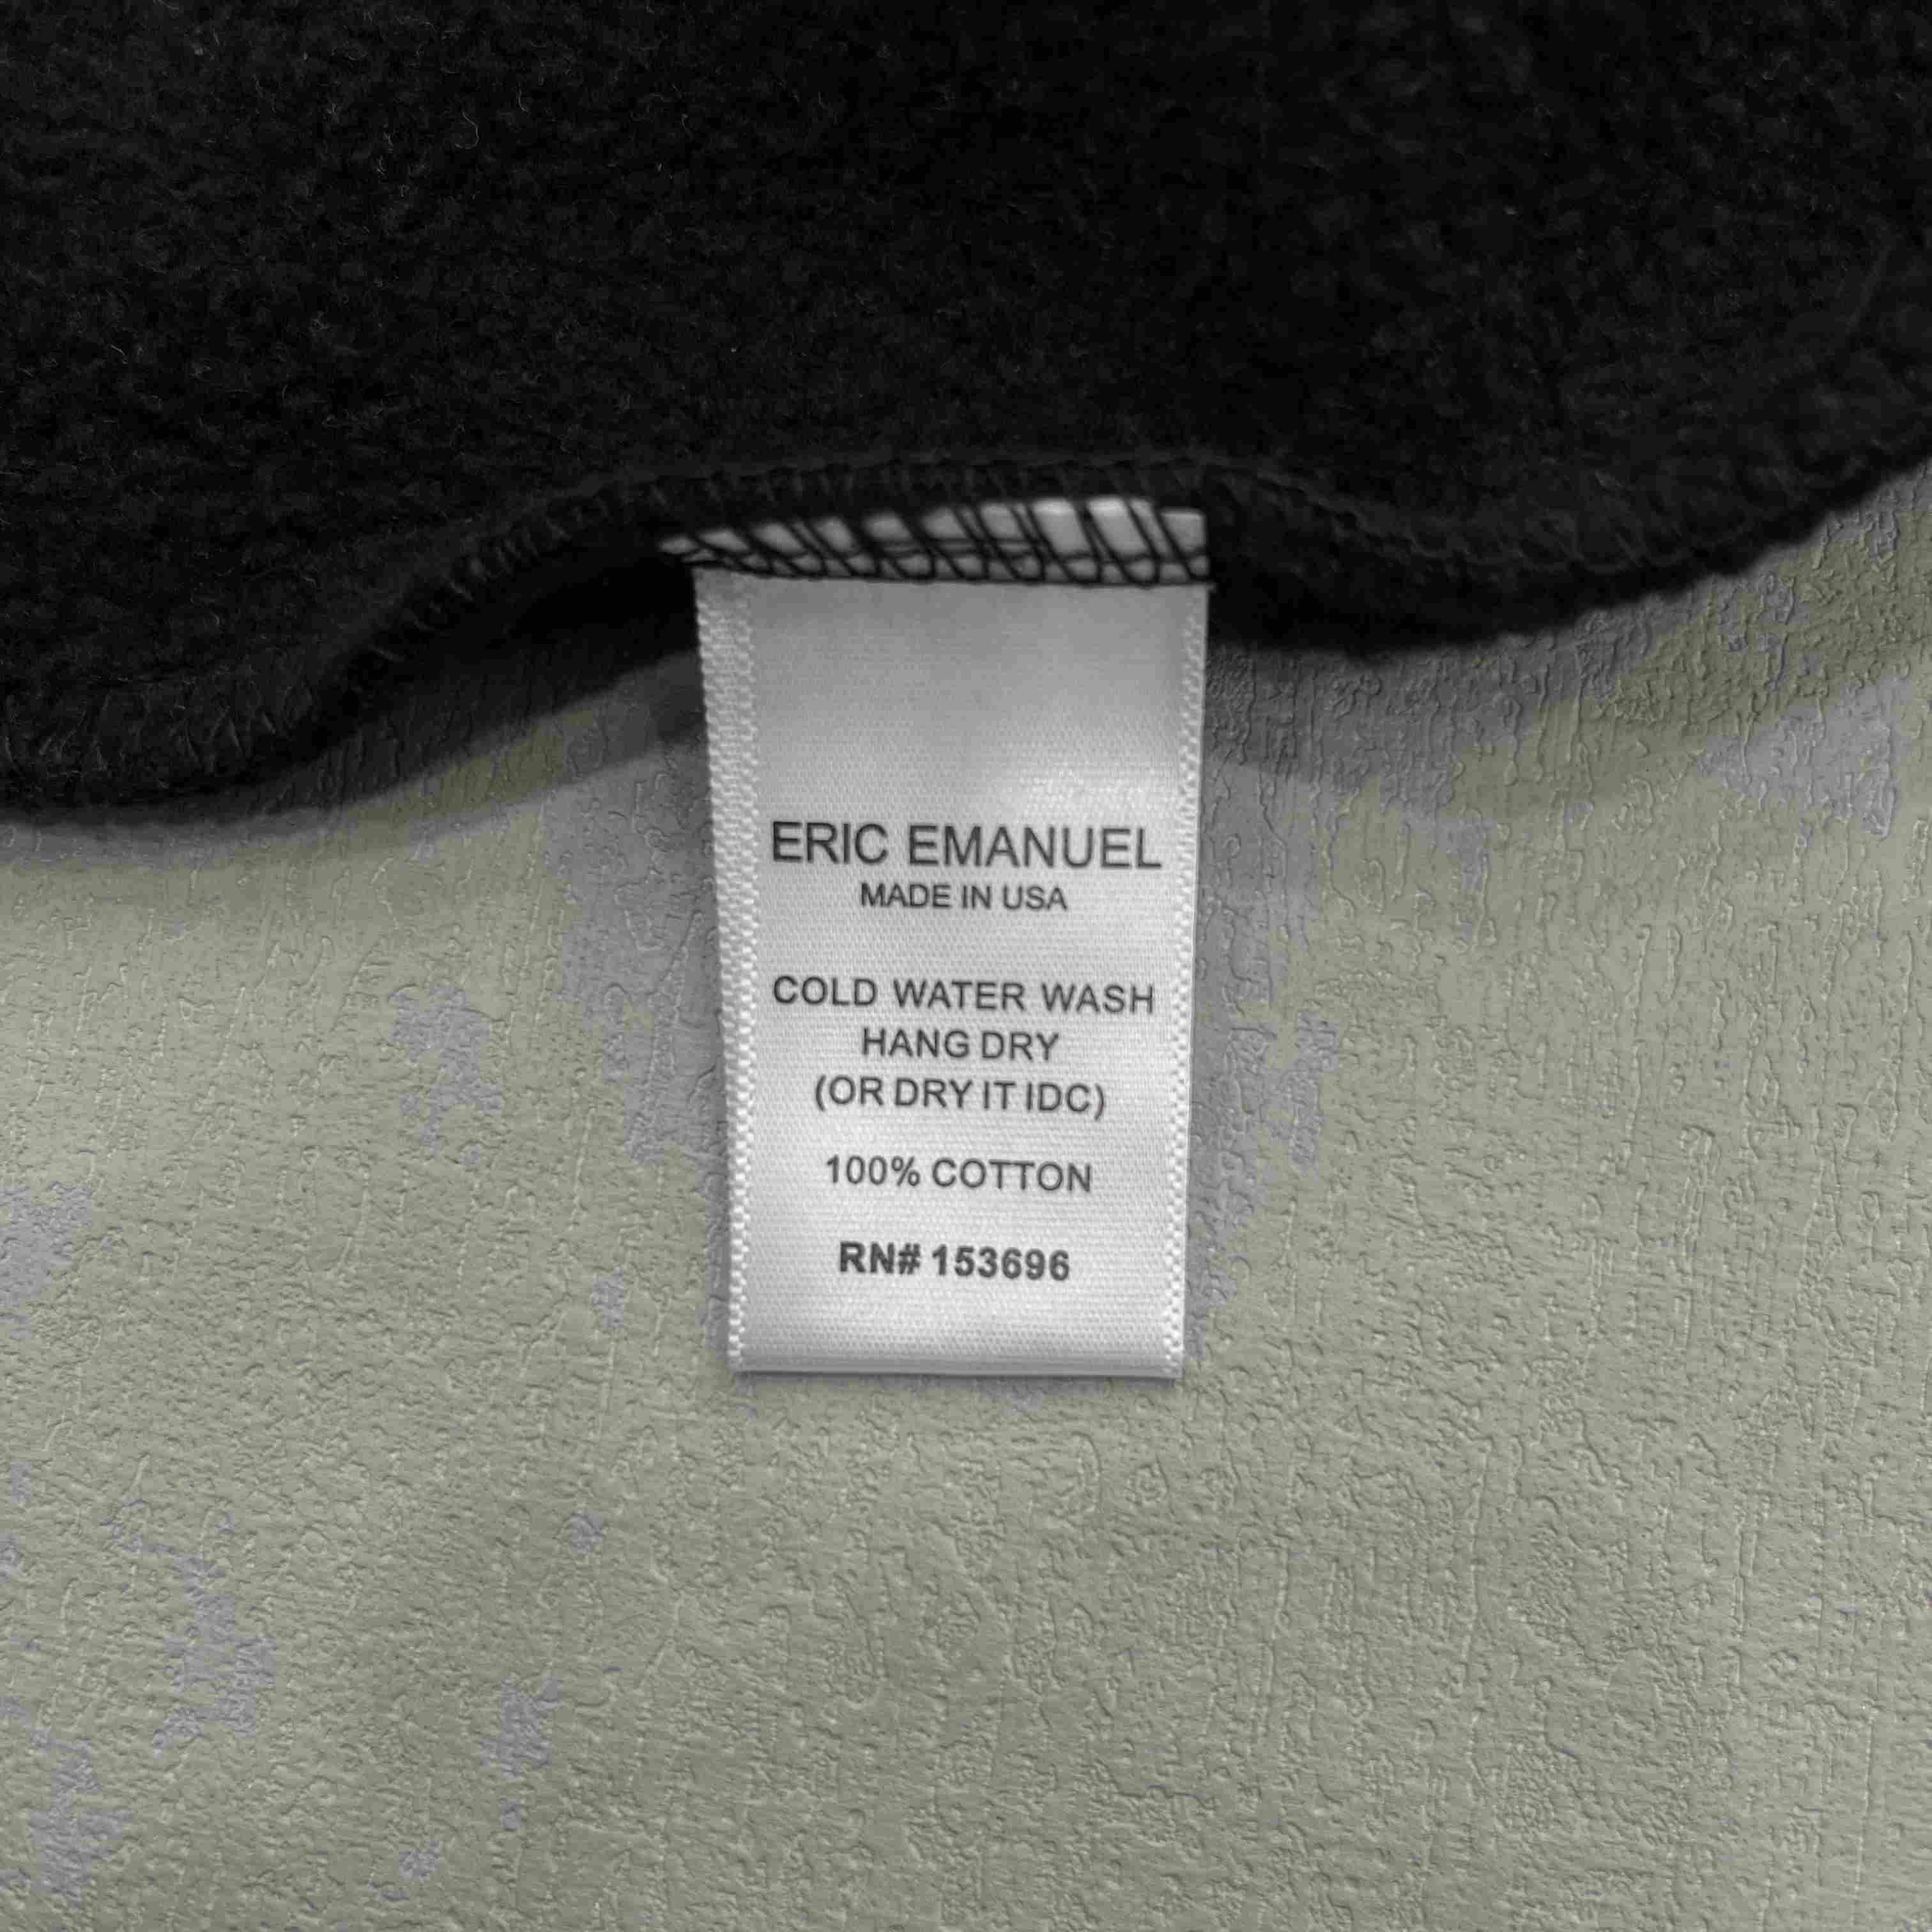 ERIC EMANUEL
MADE IN USA
COLD WATER WASH
HANG DRY
(OR DRY IT IDC)
100% COTTON
RN# 153696